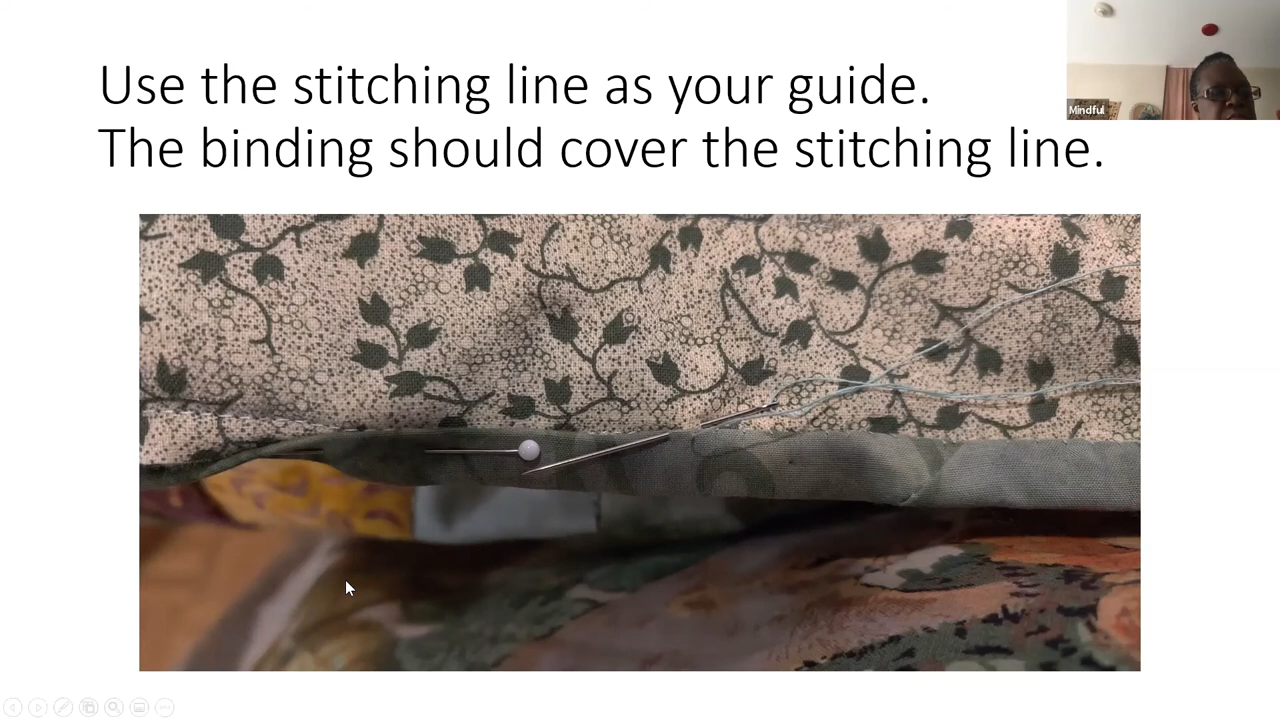 Use the stitching line as your guide.
The binding should cover the stitching line.
Mindful